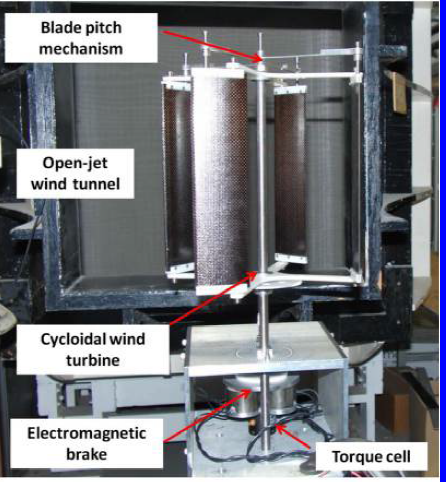 Blade pitch
mechanism
Open-jet
wind tunnel
Cycloidal wind
turbine
Electromagnetic
brake
Torque cell